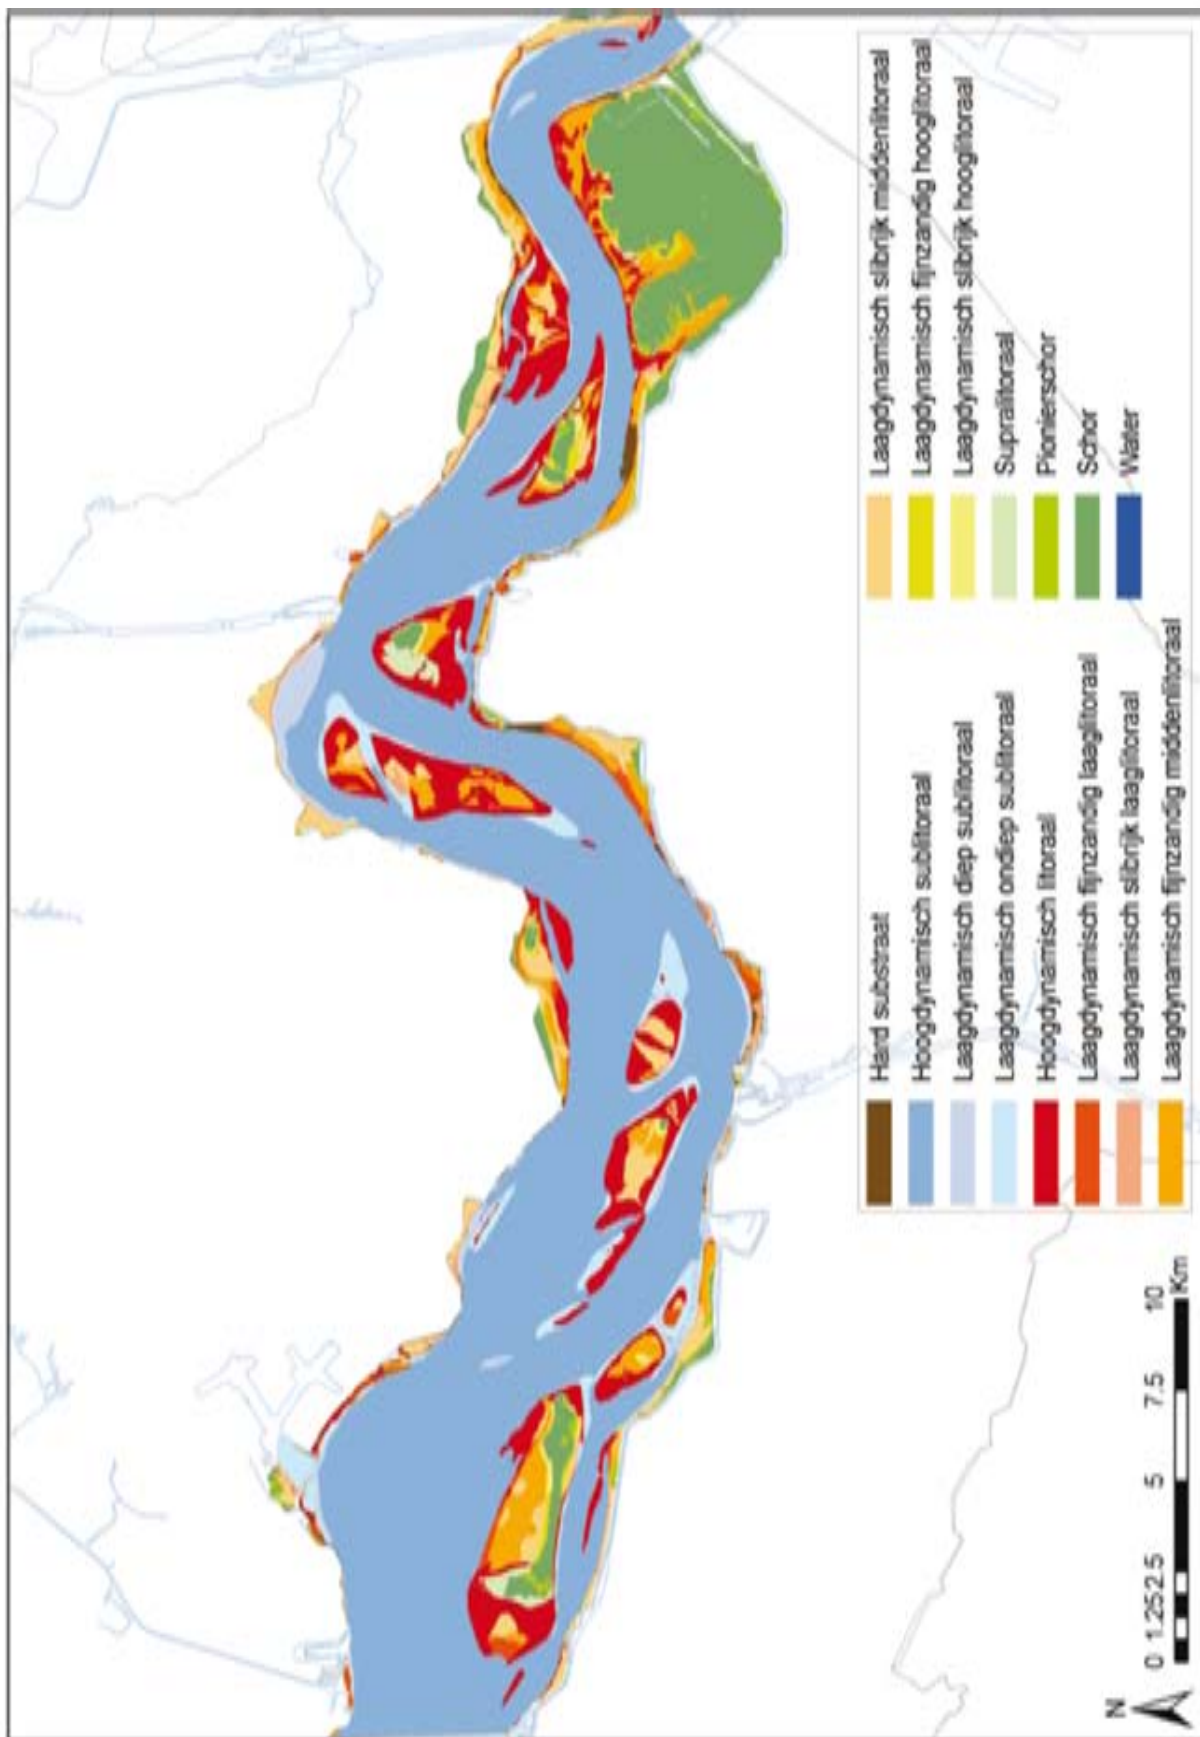 Hard substraat
Hoogdynamisch sublitoraal
Laagdynamisch diep sublitoraal
Laagdynamisch ondiep sublitoraal
Hoogdynamisch litoraal
Laagdynamisch fijnzandig laaglitoraal
Laagdynamisch slibrijk laaglitoraal
Laagdynamisch fijnzandig middenlitoraal
Laagdynamisch slibrijk middenlitoraal
Laagdynamisch fijnzandig hooglitoraal
Laagdynamisch slibrijk hooglitoraal
Supralitoraal
Pionierschor
Schor
Water
N
0 1.25 2.5 5 7.5 10
Km